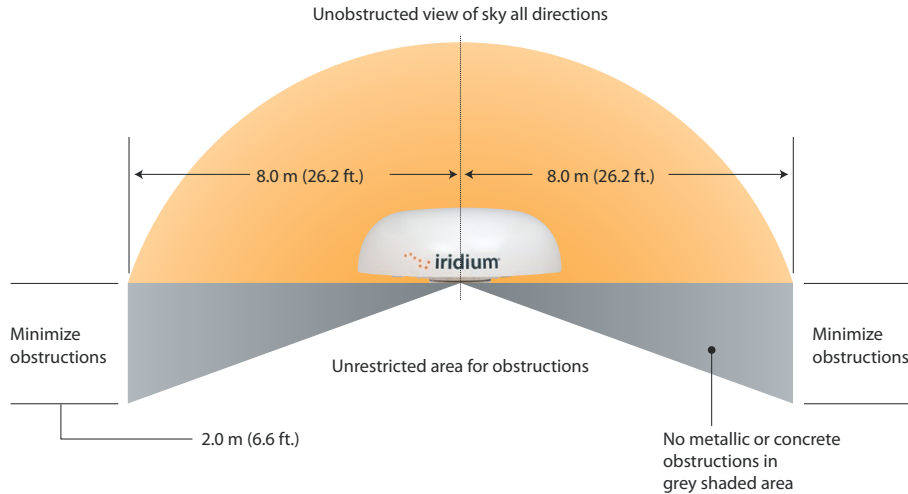 Unobstructed view of sky all directions
8.0 m (26.2 ft.)
8.0 m (26.2 ft.)
iridium
Minimize
obstructions
Minimize
obstructions
Unrestricted area for obstructions
2.0 m (6.6 ft.)
No metallic or concrete
obstructions in
grey shaded area